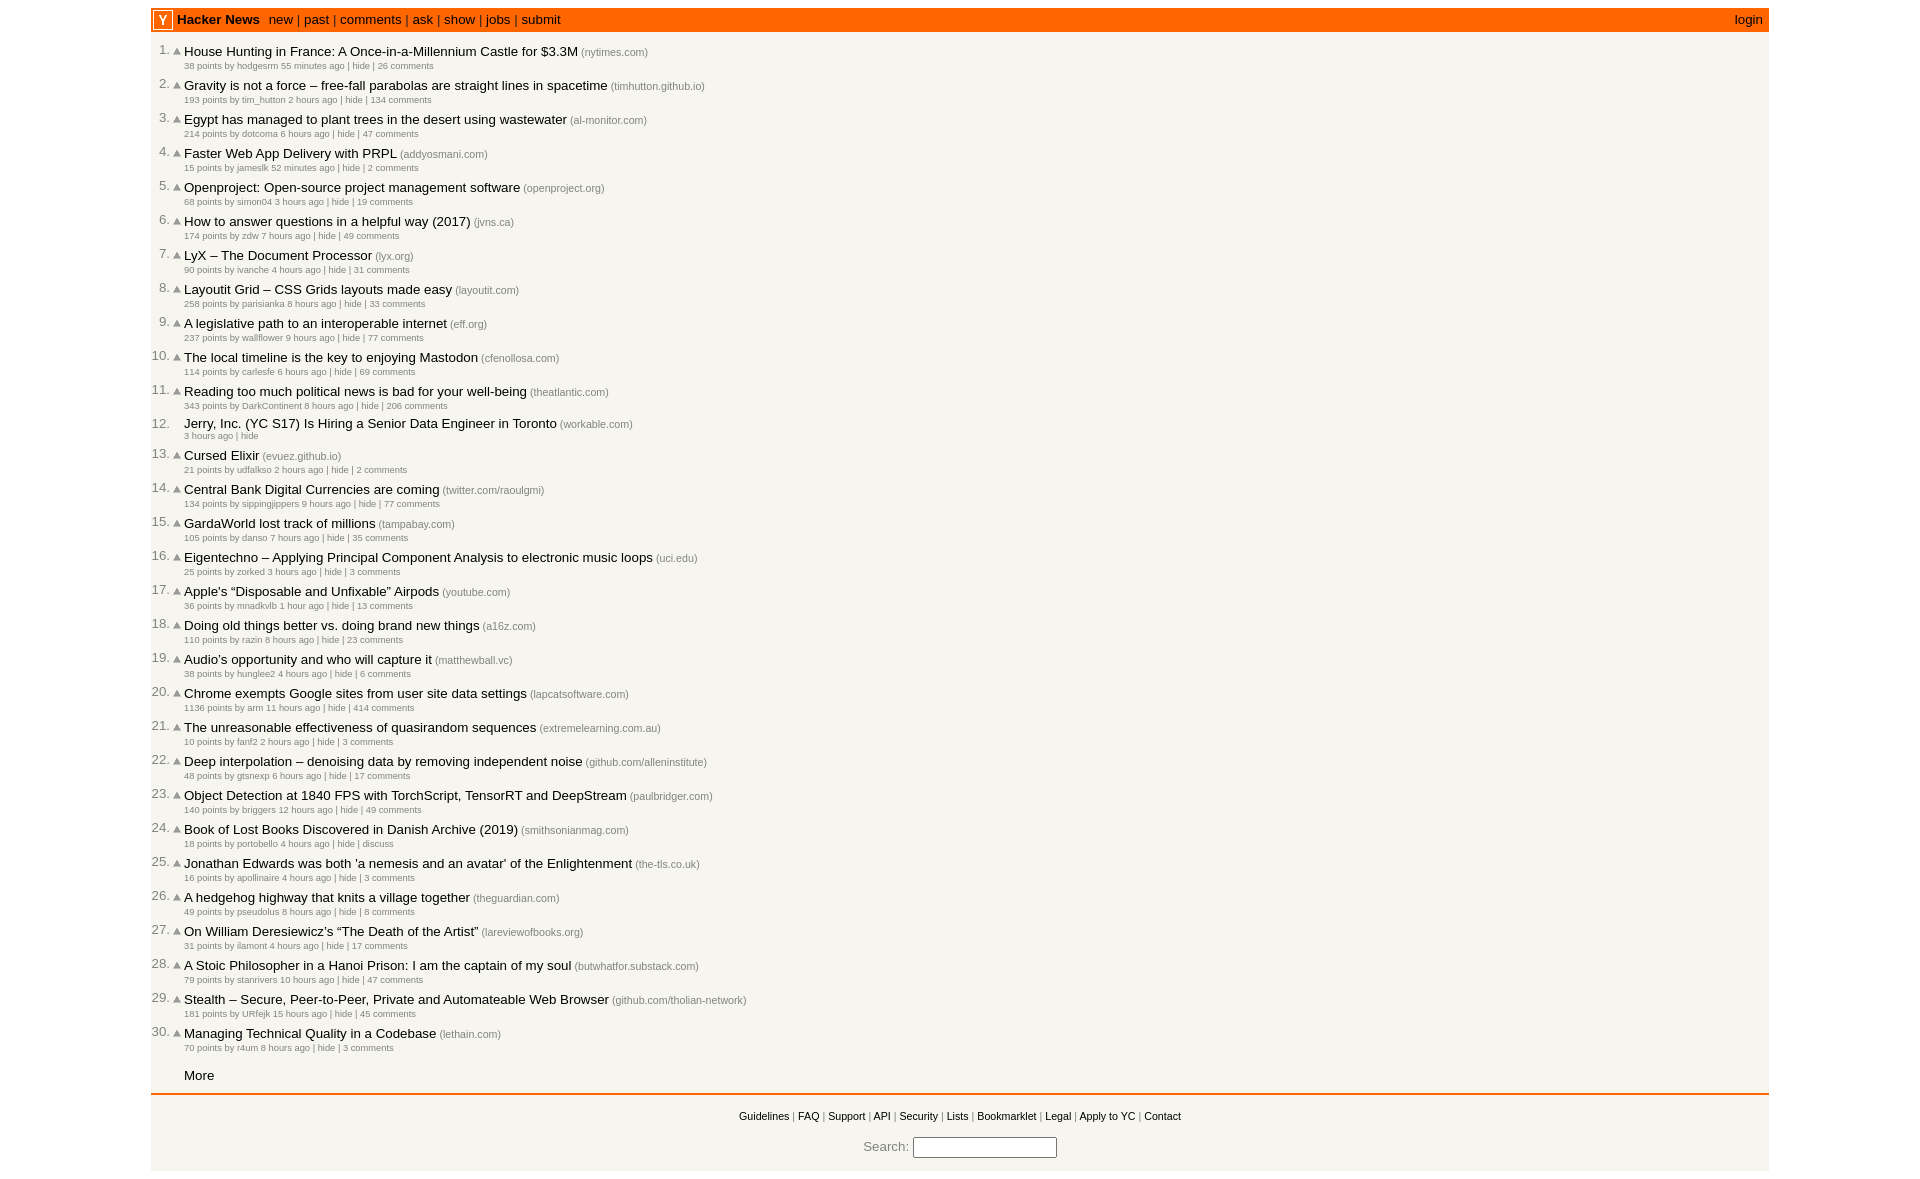 Y Hacker News new | past | comments | ask | show | jobs | submit login
1. House Hunting in France: A Once-in-a-Millennium Castle for $3.3M (nytimes.com)
38 points by hodgesrm 55 minutes ago | hide | 26 comments
2. Gravity is not a force – free-fall parabolas are straight lines in spacetime (timhutton.github.io)
193 points by tim_hutton 2 hours ago | hide | 134 comments
3. Egypt has managed to plant trees in the desert using wastewater (al-monitor.com)
214 points by dotcoma 6 hours ago | hide | 47 comments
4. Faster Web App Delivery with PRPL (addyosmani.com)
15 points by jameslk 52 minutes ago | hide | 2 comments
5. Openproject: Open-source project management software (openproject.org)
68 points by simon04 3 hours ago | hide | 19 comments
6. How to answer questions in a helpful way (2017) (jvns.ca)
174 points by zdw 7 hours ago | hide | 49 comments
7. LyX – The Document Processor (lyx.org)
90 points by ivanche 4 hours ago | hide | 31 comments
8. Layoutit Grid – CSS Grids layouts made easy (layoutit.com)
258 points by parisianka 8 hours ago | hide | 33 comments
9. A legislative path to an interoperable internet (eff.org)
237 points by wallflower 9 hours ago | hide | 77 comments
10. The local timeline is the key to enjoying Mastodon (cfenollosa.com)
114 points by carlesfe 6 hours ago | hide | 69 comments
11. Reading too much political news is bad for your well-being (theatlantic.com)
343 points by DarkContinent 8 hours ago | hide | 206 comments
12. Jerry, Inc. (YC S17) Is Hiring a Senior Data Engineer in Toronto (workable.com)
3 hours ago | hide
13. Cursed Elixir (evuez.github.io)
21 points by udfalkso 2 hours ago | hide | 2 comments
14. Central Bank Digital Currencies are coming (twitter.com/raoulgmi)
134 points by sippingjippers 9 hours ago | hide | 77 comments
15. GardaWorld lost track of millions (tampabay.com)
105 points by danso 7 hours ago | hide | 35 comments
16. Eigentechno – Applying Principal Component Analysis to electronic music loops (uci.edu)
25 points by zorked 3 hours ago | hide | 3 comments
17. Apple's “Disposable and Unfixable” Airpods (youtube.com)
36 points by mnadkvlb 1 hour ago | hide | 13 comments
18. Doing old things better vs. doing brand new things (a16z.com)
110 points by razin 8 hours ago | hide | 23 comments
19. Audio’s opportunity and who will capture it (matthewball.vc)
38 points by hunglee2 4 hours ago | hide | 6 comments
20. Chrome exempts Google sites from user site data settings (lapcatsoftware.com)
1136 points by arm 11 hours ago | hide | 414 comments
21. The unreasonable effectiveness of quasirandom sequences (extremelearning.com.au)
10 points by fanf2 2 hours ago | hide | 3 comments
22. Deep interpolation – denoising data by removing independent noise (github.com/alleninstitute)
48 points by gtsnexp 6 hours ago | hide | 17 comments
23. Object Detection at 1840 FPS with TorchScript, TensorRT and DeepStream (paulbridger.com)
140 points by briggers 12 hours ago | hide | 49 comments
24. Book of Lost Books Discovered in Danish Archive (2019) (smithsonianmag.com)
18 points by portobello 4 hours ago | hide | discuss
25. Jonathan Edwards was both 'a nemesis and an avatar' of the Enlightenment (the-tls.co.uk)
16 points by apollinaire 4 hours ago | hide | 3 comments
26. A hedgehog highway that knits a village together (theguardian.com)
49 points by pseudolus 8 hours ago | hide | 8 comments
27. On William Deresiewicz’s “The Death of the Artist” (lareviewofbooks.org)
31 points by ilamont 4 hours ago | hide | 17 comments
28. A Stoic Philosopher in a Hanoi Prison: I am the captain of my soul (butwhatfor.substack.com)
79 points by stanrivers 10 hours ago | hide | 47 comments
29. Stealth – Secure, Peer-to-Peer, Private and Automateable Web Browser (github.com/tholian-network)
181 points by URfejk 15 hours ago | hide | 45 comments
30. Managing Technical Quality in a Codebase (lethain.com)
70 points by r4um 8 hours ago | hide | 3 comments
More
Guidelines | FAQ | Support | API | Security | Lists | Bookmarklet | Legal | Apply to YC | Contact
Search: